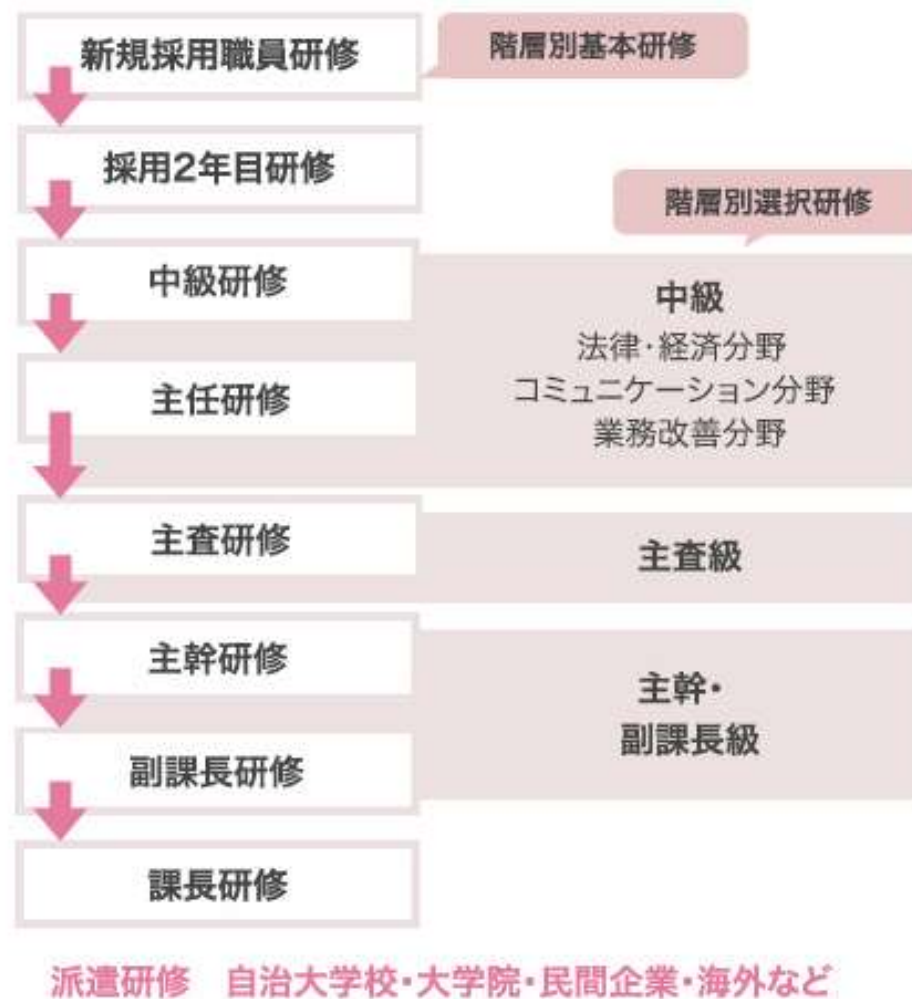 新規採用職員研修
階層別基本研修
採用2年目研修
階層別選択研修
中級研修
中級
法律・経済分野
コミュニケーション分野
業務改善分野
主任研修
主査研修
主査級
主幹研修
主幹・
副課長級
副課長研修
課長研修
派遣研修 自治大学校・大学院・民間企業・海外など